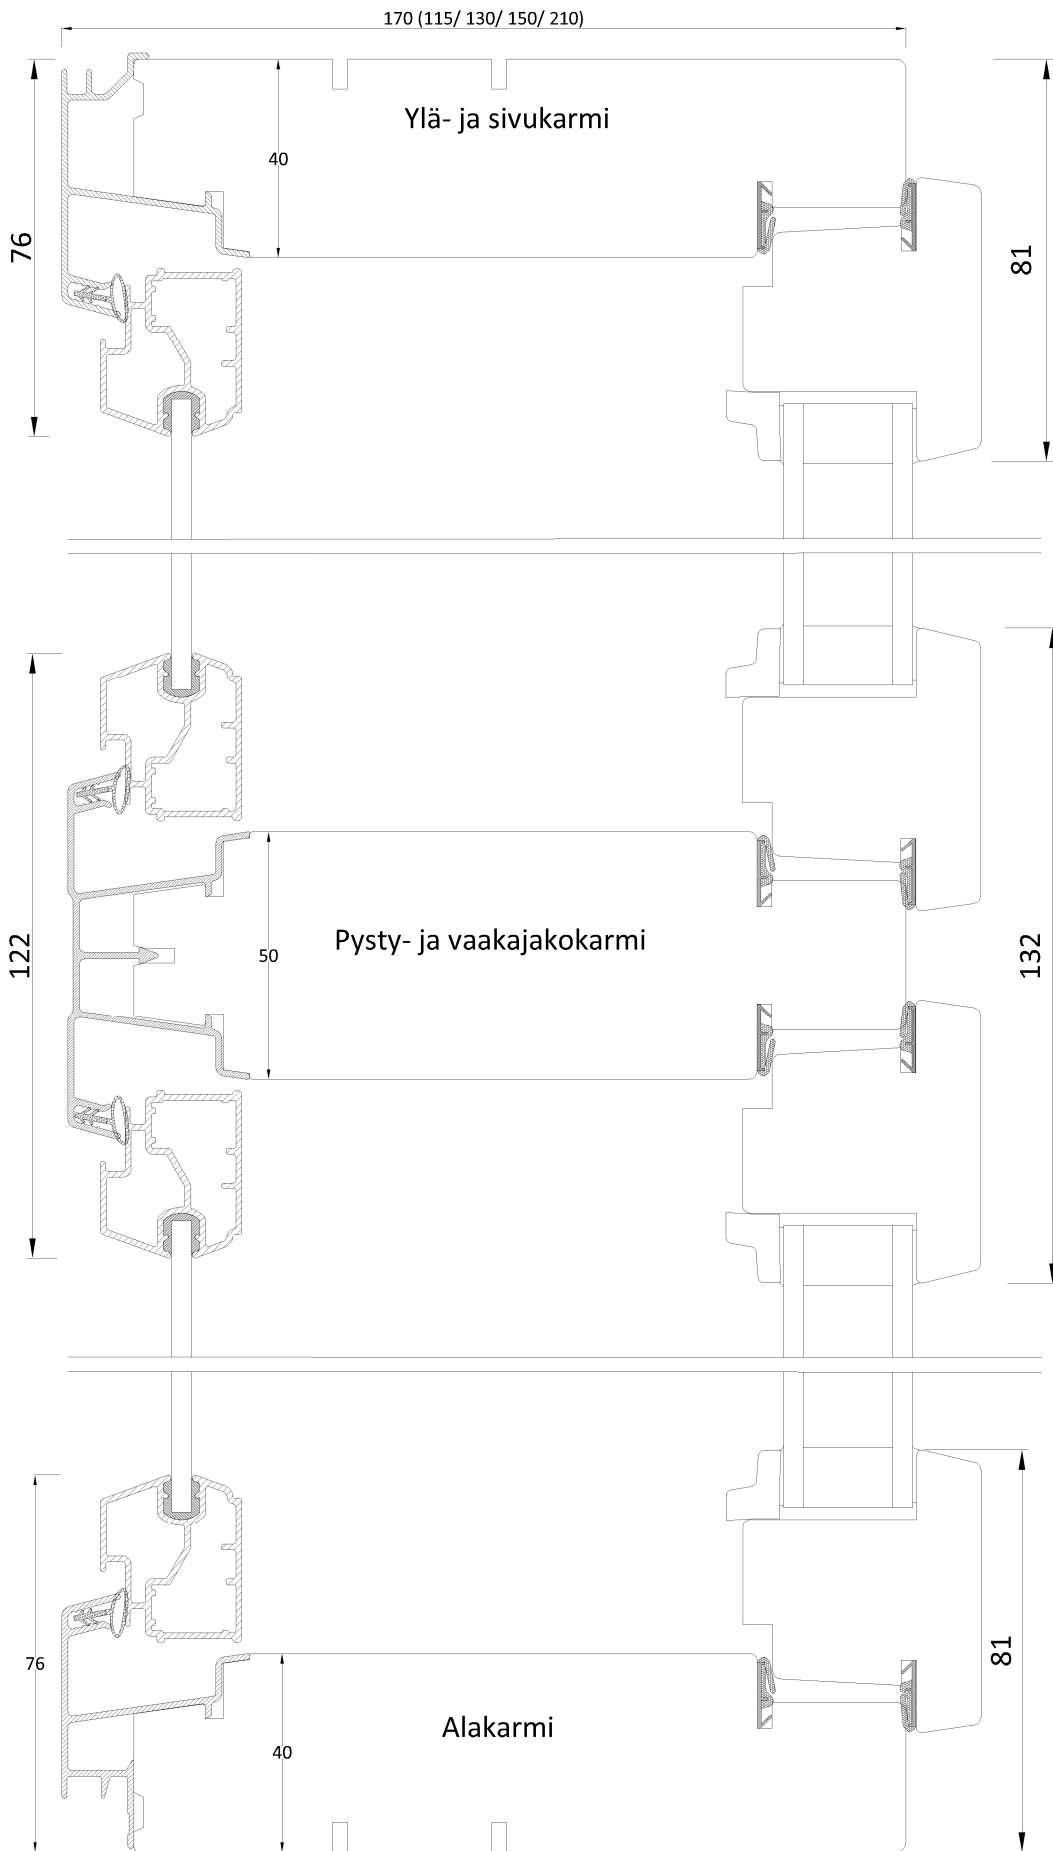 170 (115/ 130/ 150/ 210)
Ylä- ja sivukarmi
40
76
81
122
50
Pysty- ja vaakajakokarmi
132
76
81
Alakarmi
40